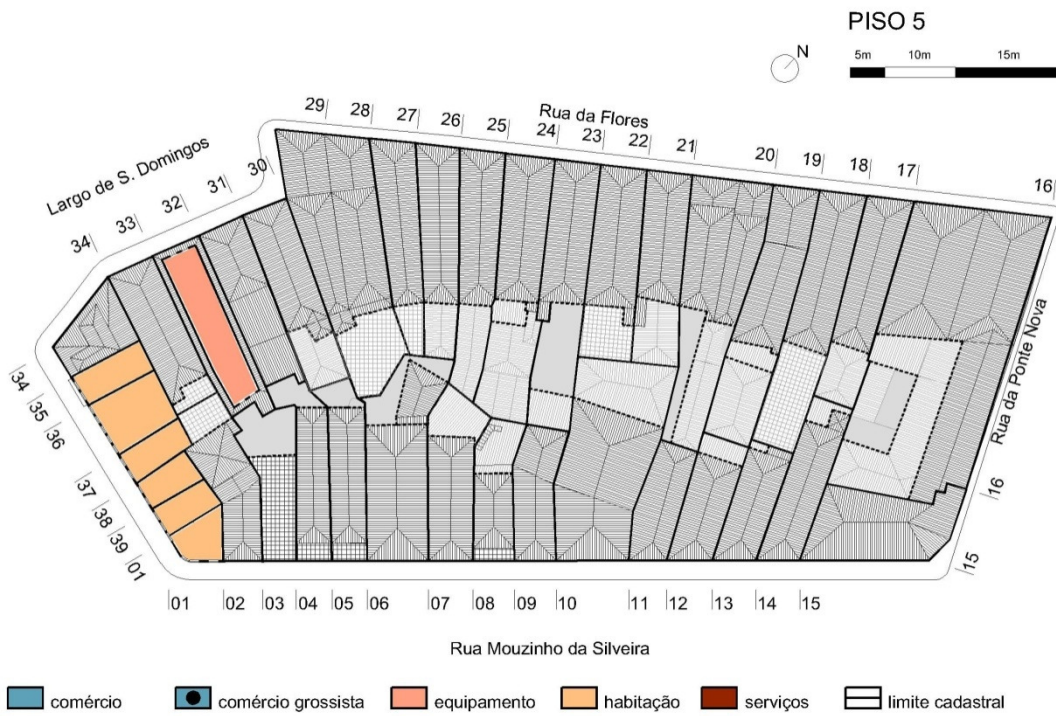 PISO 5
5m 10m 15m
N
Rua da Flores
29 28 27 26 25 24 23 22 21 20 19 18 17 16
Largo de S. Domingos
34 33 32 31 30
Rua da Ponte Nova
34
35
36
37
38
39
01
16
15
01 02 03 04 05 06 07 08 09 10 11 12 13 14 15
Rua Mouzinho da Silveira
comércio comércio grossista equipamento habitação serviços limite cadastral